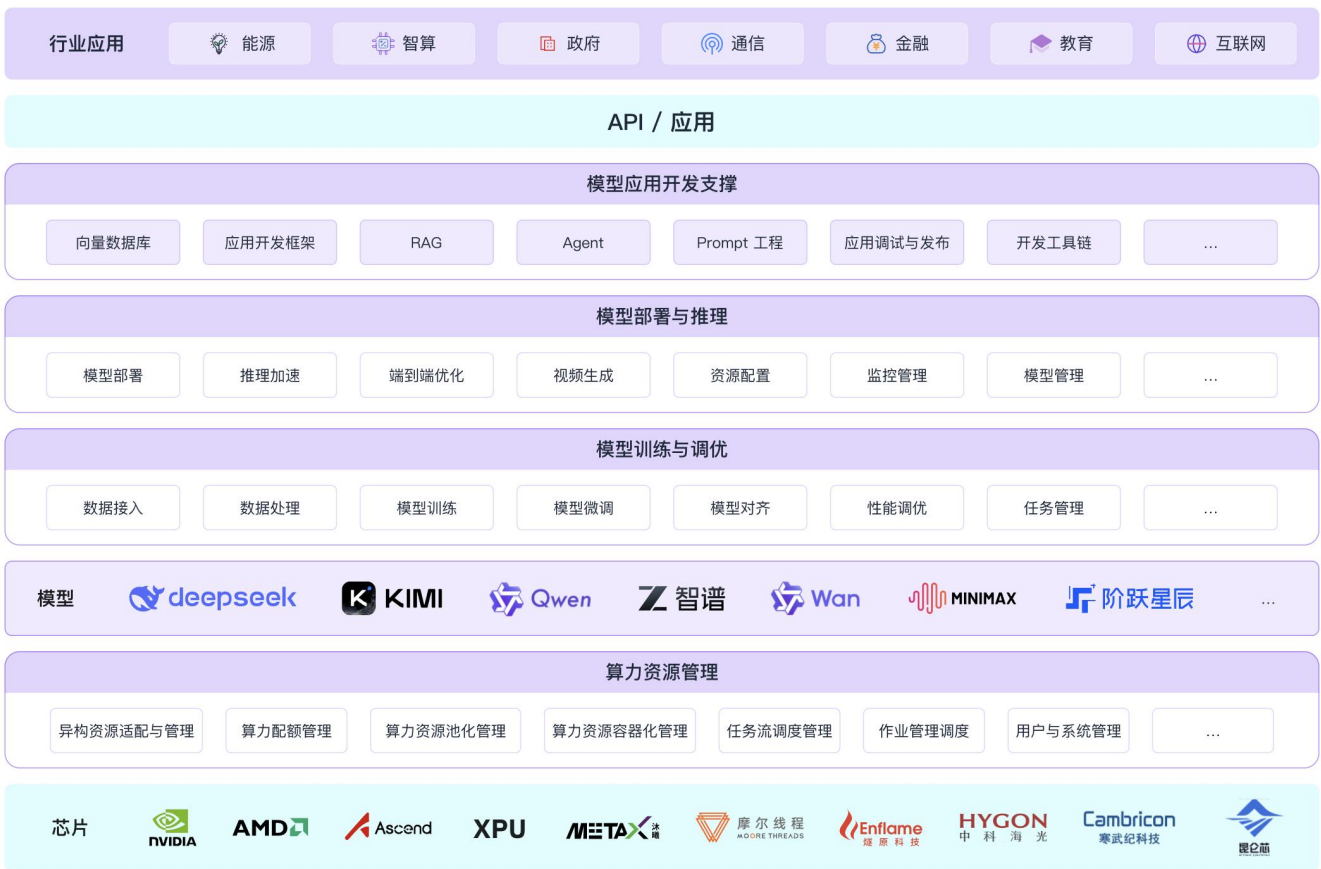 行业应用 能源 智算 政府 通信 金融 教育 互联网
API / 应用
模型应用开发支撑
向量数据库 应用开发框架 RAG Agent Prompt 工程 应用调试与发布 开发工具链 ...
模型部署与推理
模型部署 推理加速 端到端优化 视频生成 资源配置 监控管理 模型管理 ...
模型训练与调优
数据接入 数据处理 模型训练 模型微调 模型对齐 性能调优 任务管理 ...
模型 deepseek KIMI Qwen 智谱 Wan MINIMAX 阶跃星辰 ...
算力资源管理
异构资源适配与管理 算力配额管理 算力资源池化管理 算力资源容器化管理 任务流调度管理 作业管理调度 用户与系统管理 ...
芯片 NVIDIA AMD Ascend XPU METAX 沐曦 摩尔线程 MOORE THREADS Enflame 燧原科技 HYGON 中科海光 Cambricon 寒武纪科技 昆仑芯